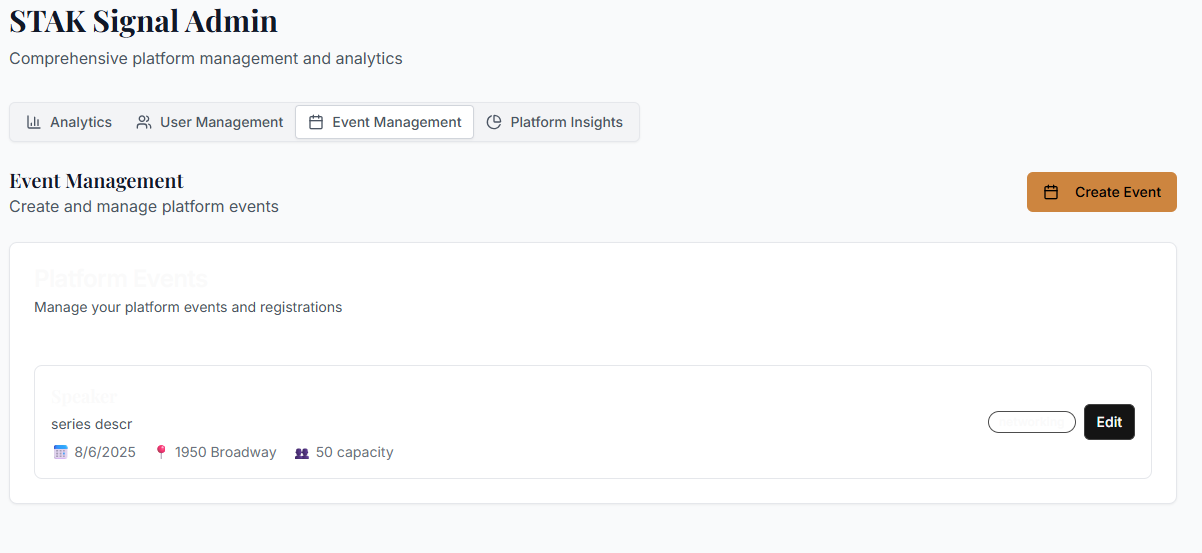 STAK Signal Admin
Comprehensive platform management and analytics
Analytics
User Management
Event Management
Platform Insights
Event Management
Create and manage platform events
Create Event
Platform Events
Manage your platform events and registrations
Speaker
series descr
8/6/2025
1950 Broadway
50 capacity
Edit